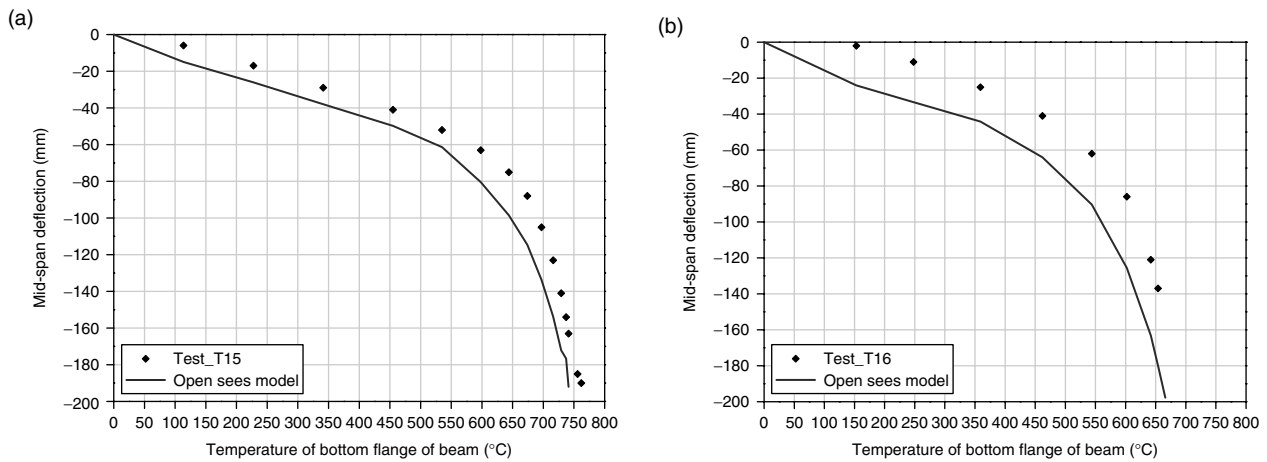 (a)
0
−20
−40
−60
−80
−100
−120
−140
−160
−180
−200
Mid-span deflection (mm)
Test_T15
Open sees model
0 50 100 150 200 250 300 350 400 450 500 550 600 650 700 750 800
Temperature of bottom flange of beam (°C)
(b)
0
−20
−40
−60
−80
−100
−120
−140
−160
−180
−200
Mid-span deflection (mm)
Test_T16
Open sees model
0 50 100 150 200 250 300 350 400 450 500 550 600 650 700 750 800
Temperature of bottom flange of beam (°C)